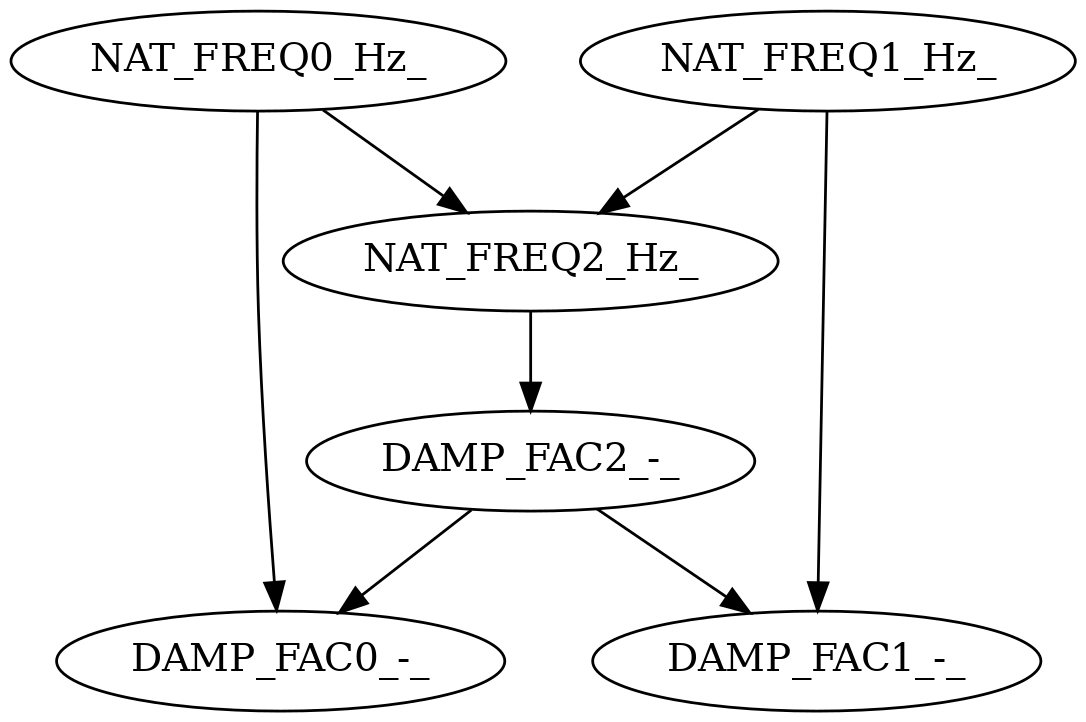 NAT_FREQ0_Hz_
NAT_FREQ1_Hz_
NAT_FREQ2_Hz_
DAMP_FAC2_-_
DAMP_FAC0_-_
DAMP_FAC1_-_